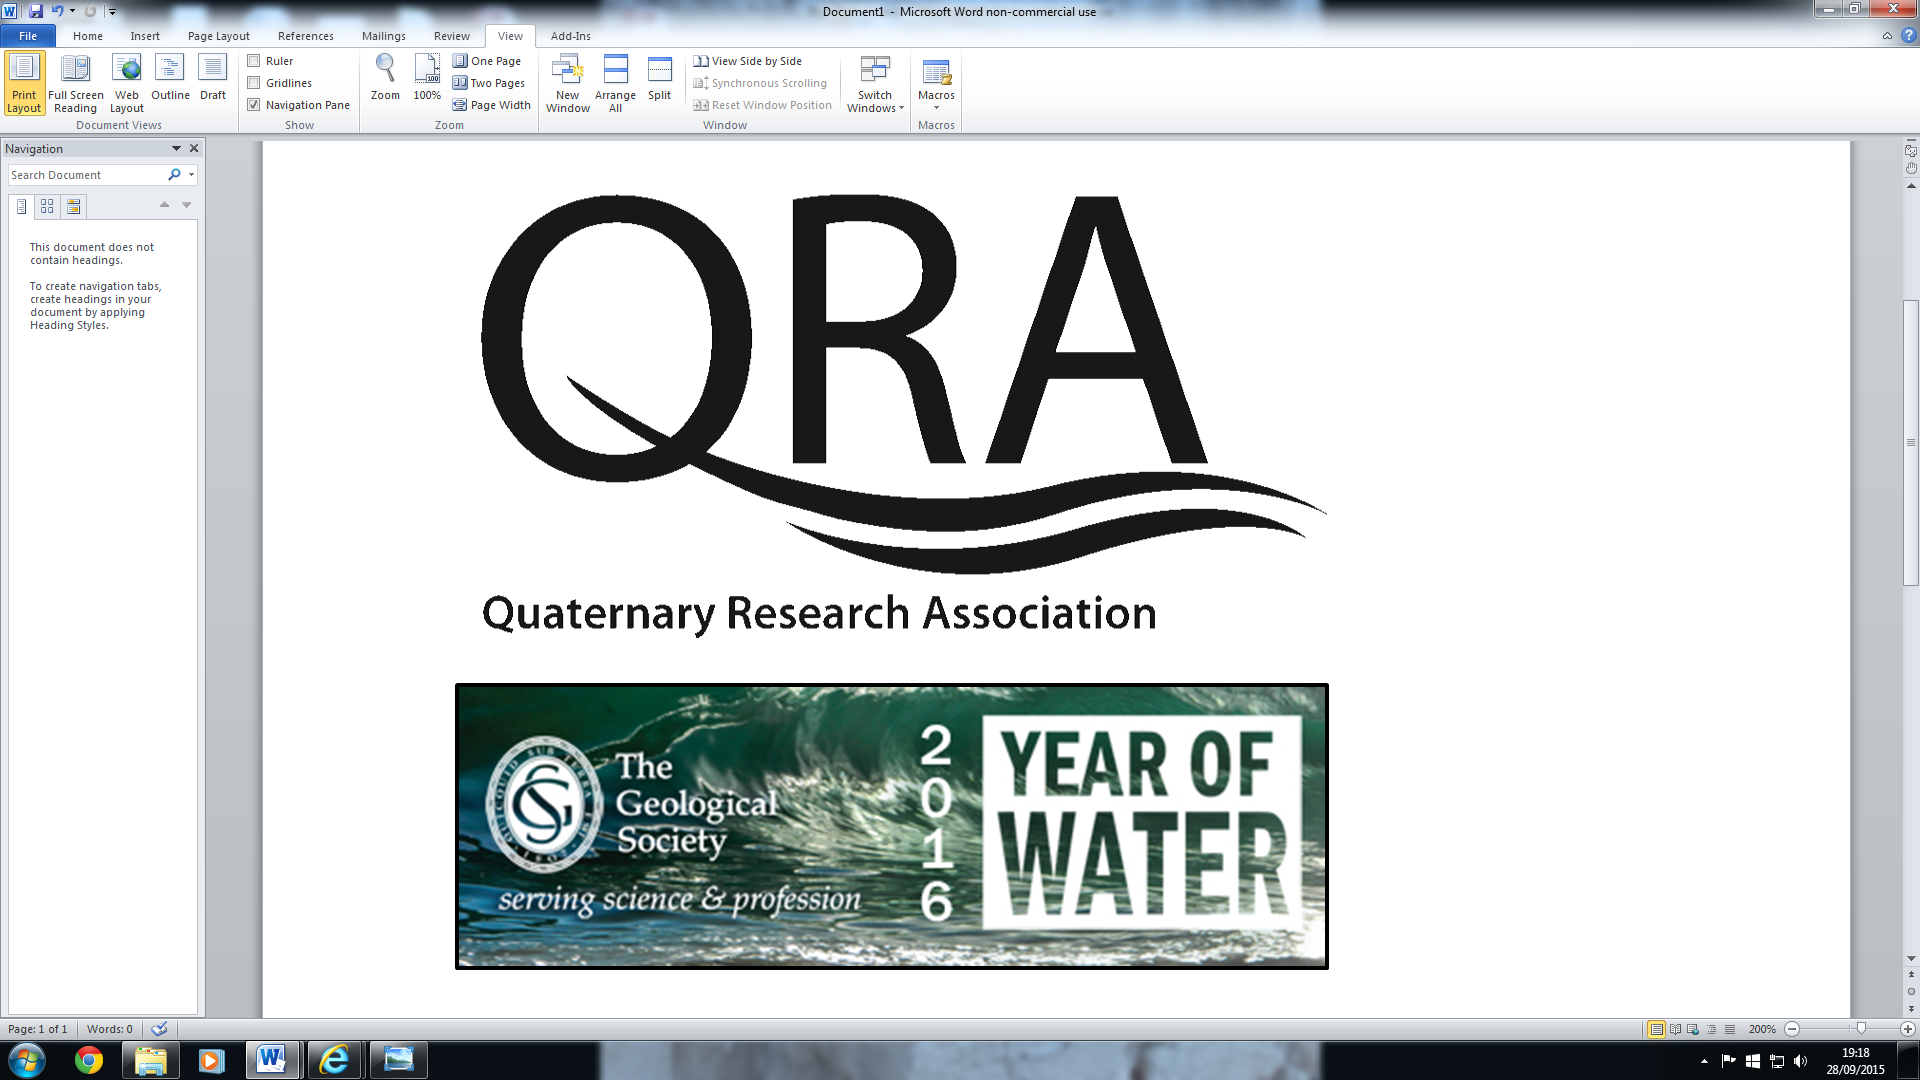 Document1 - Microsoft Word non-commercial use
File Home Insert Page Layout References Mailings Review View Add-Ins
Print Layout
Full Screen Reading
Web Layout
Outline
Draft
Document Views
Ruler
Gridlines
Navigation Pane
Show
Zoom
100%
One Page
Two Pages
Page Width
Zoom
New Window
Arrange All
Split
View Side by Side
Synchronous Scrolling
Reset Window Position
Window
Switch Windows
Macros
Macros
Navigation
Search Document
This document does not
contain headings.
To create navigation tabs,
create headings in your
document by applying
Heading Styles.
QRA
Quaternary Research Association
The
Geological
Society
serving science & profession
2016
YEAR OF
WATER
Page: 1 of 1 Words: 0
200%
19:18
28/09/2015